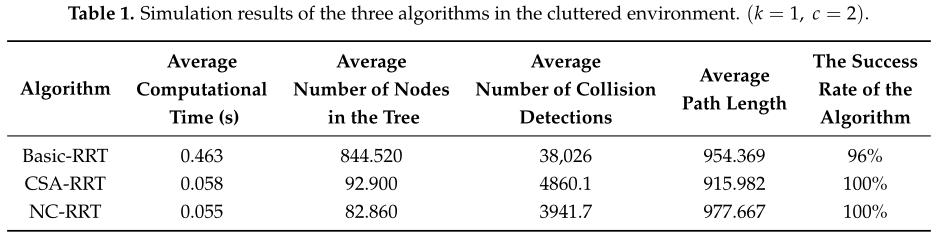 Table 1. Simulation results of the three algorithms in the cluttered environment. (k = 1, c = 2).
Algorithm Average Computational Time (s) Average Number of Nodes in the Tree Average Number of Collision Detections Average Path Length The Success Rate of the Algorithm
Basic-RRT 0.463 844.520 38,026 954.369 96%
CSA-RRT 0.058 92.900 4860.1 915.982 100%
NC-RRT 0.055 82.860 3941.7 977.667 100%